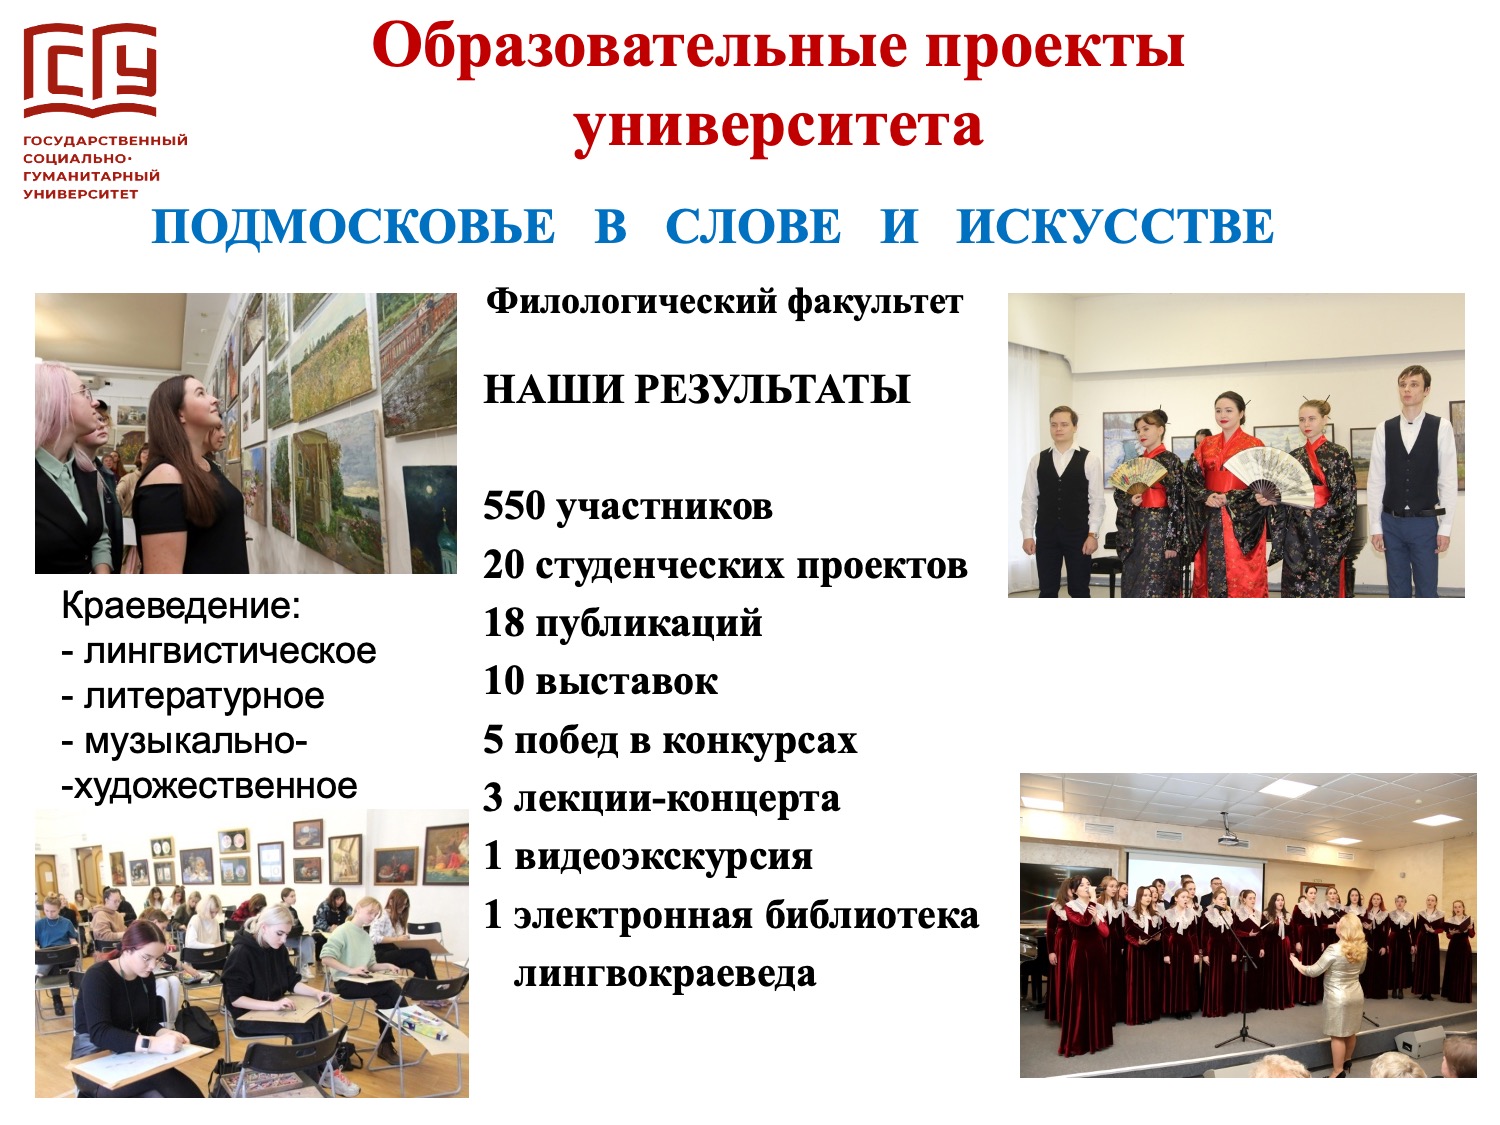 ГСГУ
ГОСУДАРСТВЕННЫЙ
СОЦИАЛЬНО-
ГУМАНИТАРНЫЙ
УНИВЕРСИТЕТ
Образовательные проекты
университета
ПОДМОСКОВЬЕ В СЛОВЕ И ИСКУССТВЕ
Филологический факультет
НАШИ РЕЗУЛЬТАТЫ
550 участников
20 студенческих проектов
18 публикаций
10 выставок
5 побед в конкурсах
3 лекции-концерта
1 видеоэкскурсия
1 электронная библиотека
лингвокраеведа
Краеведение:
- лингвистическое
- литературное
- музыкально-
-художественное